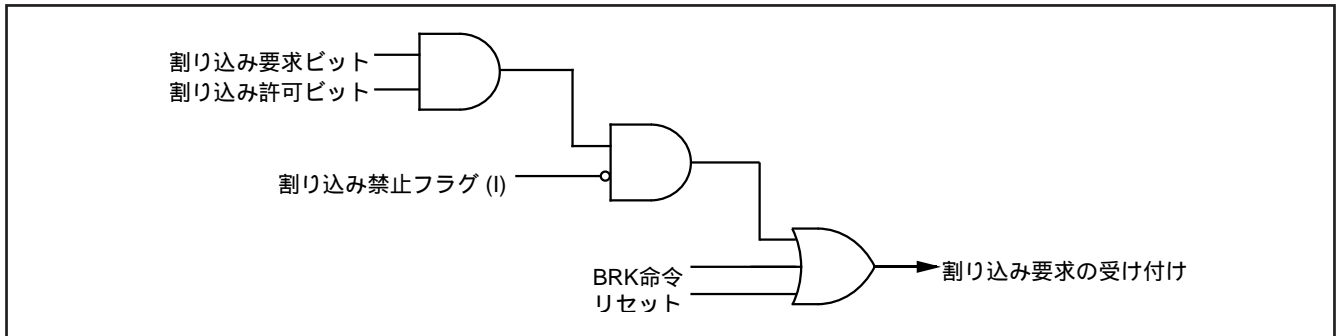 割り込み要求ビット
割り込み許可ビット
割り込み禁止フラグ (I)
BRK命令
リセット
割り込み要求の受け付け